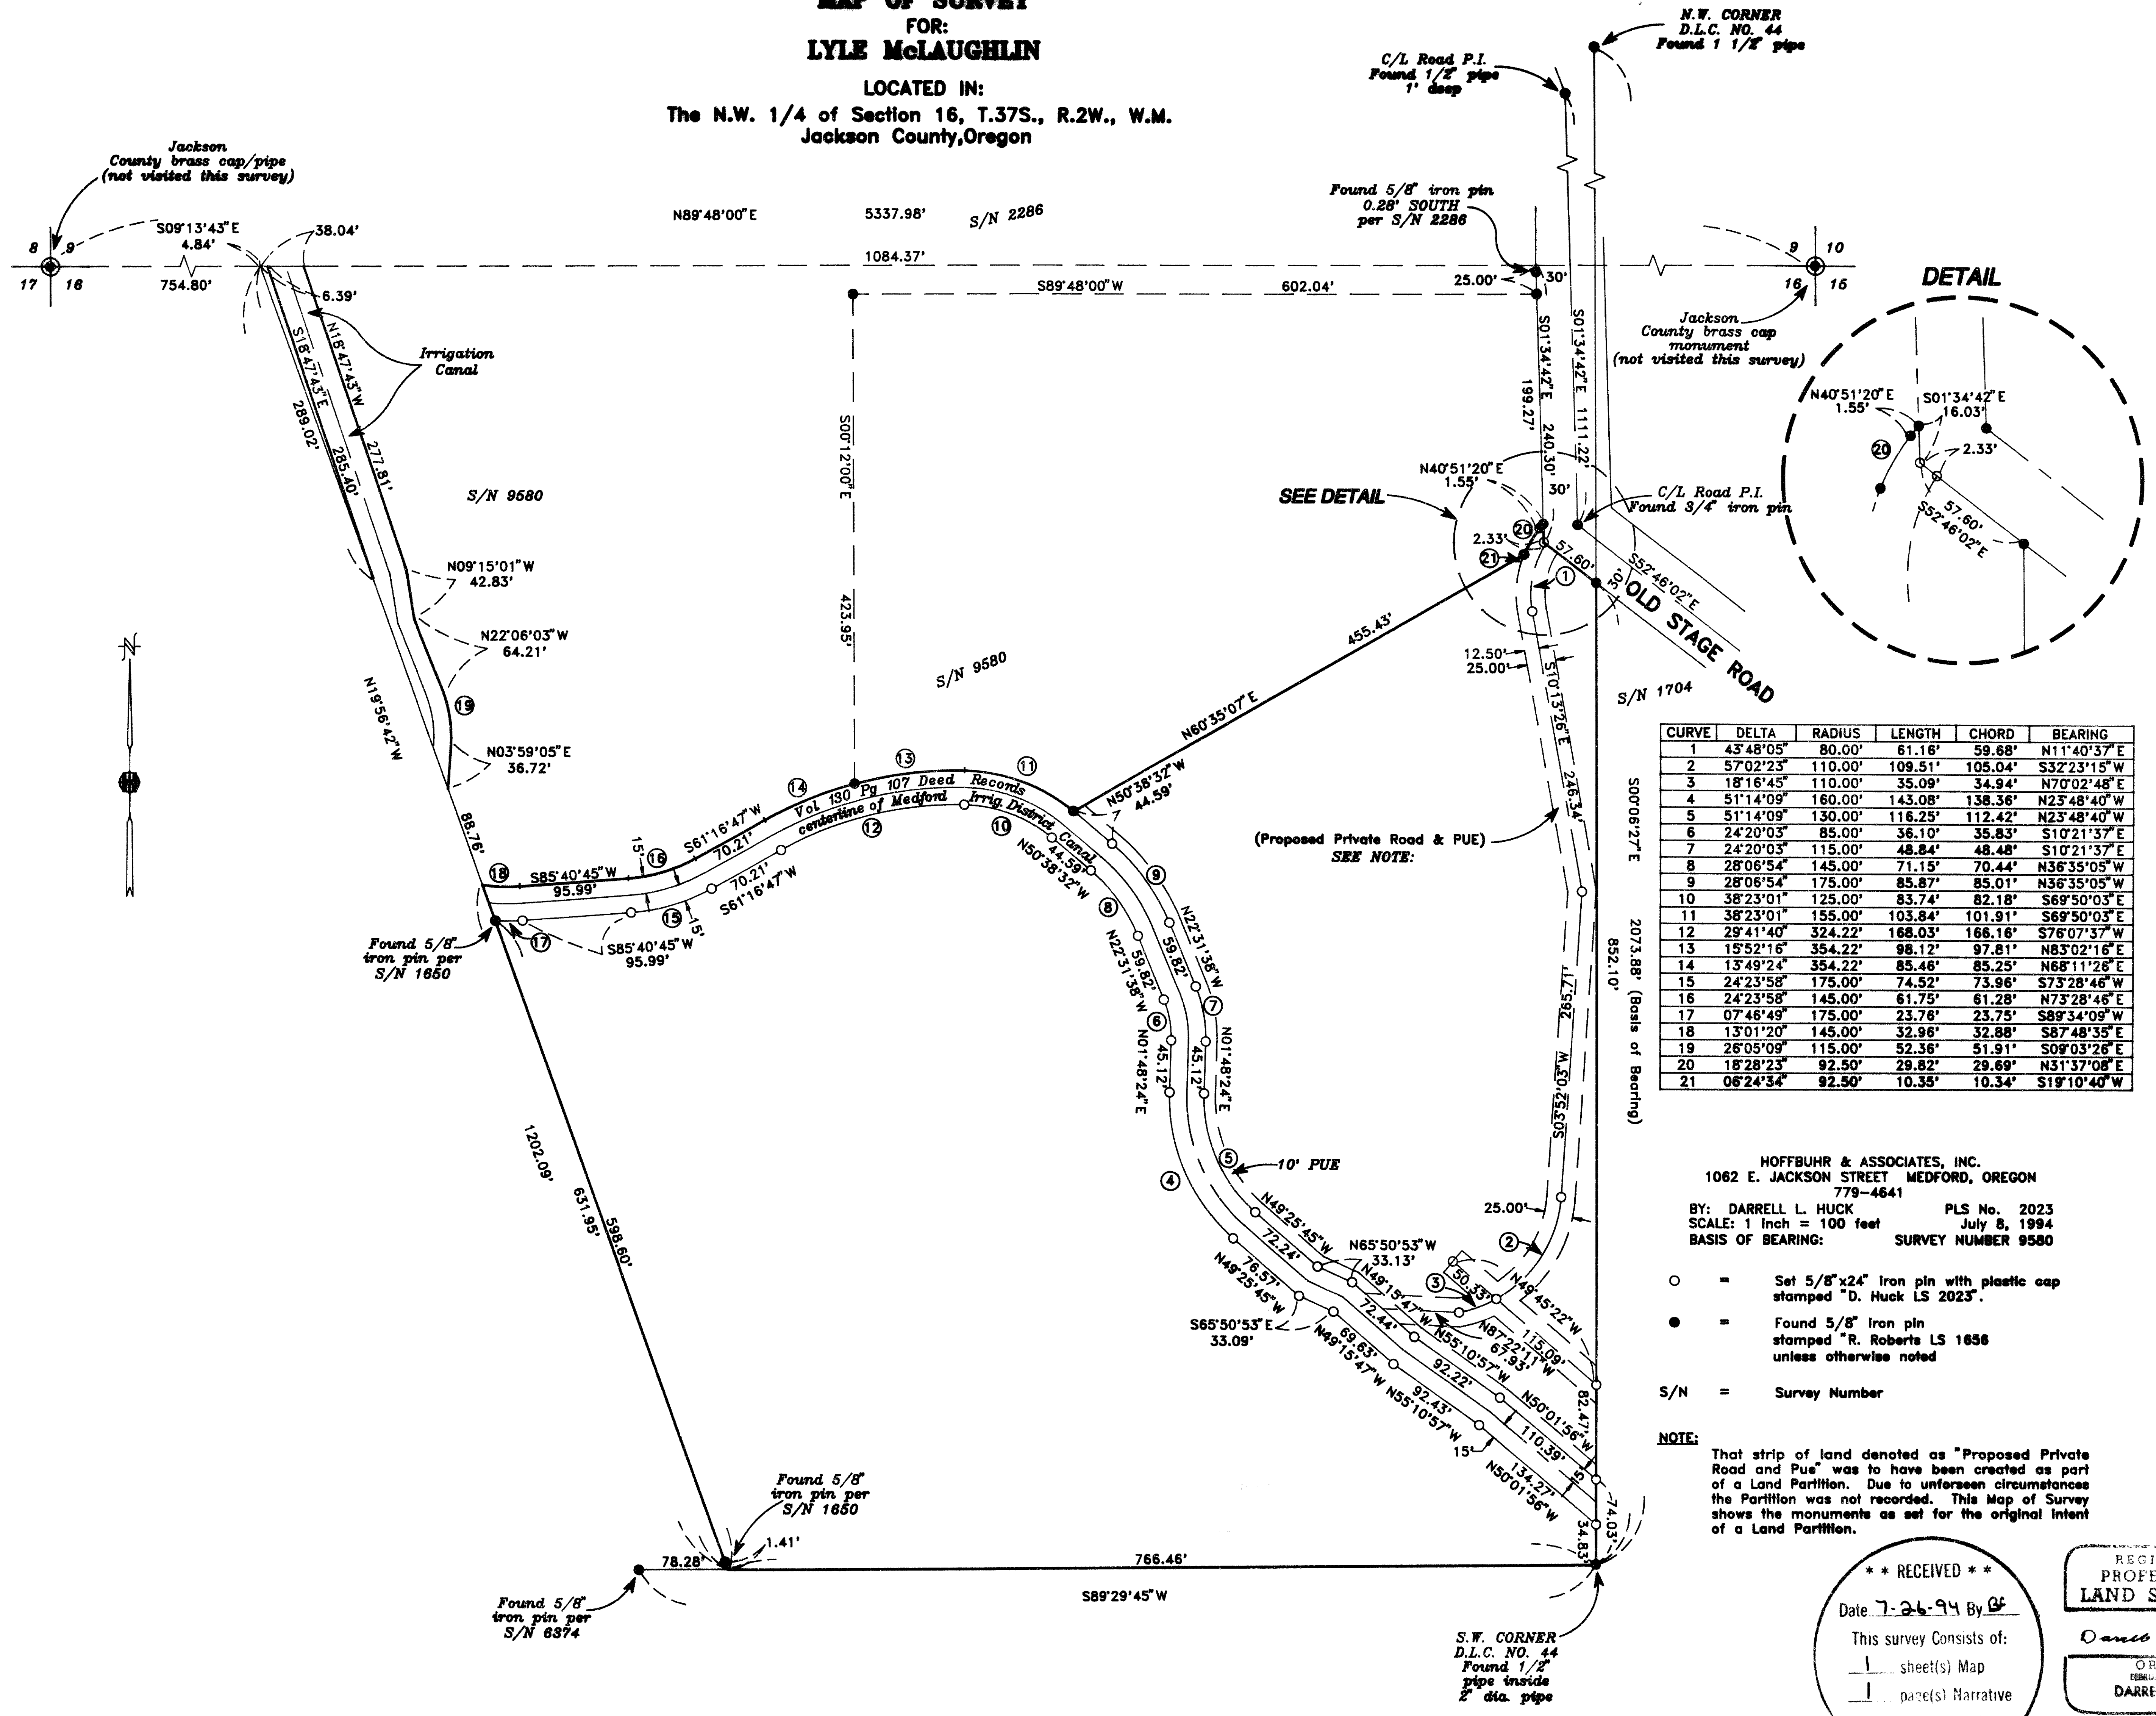 MAP OF SURVEY
FOR:
LYLE McLAUGHLIN
LOCATED IN:
The N.W. 1/4 of Section 16, T.37S., R.2W., W.M.
Jackson County,Oregon
N.W. CORNER
D.L.C. NO. 44
Found 1 1/2" pipe
C/L Road P.I.
Found 1/2" pipe
1' deep
Jackson
County brass cap/pipe
(not visited this survey)
8 9
17 16
S09°13'43"E
4.84'
38.04'
754.80'
6.39'
N89°48'00"E 5337.98' S/N 2286
1084.37'
S89°48'00"W 602.04'
Found 5/8" iron pin
0.28' SOUTH
per S/N 2286
25.00'
30'
9 10
16 15
Jackson
County brass cap
monument
(not visited this survey)
DETAIL
N40°51'20"E
1.55'
S01°34'42"E
16.03'
20
2.33'
57.60'
S52°46'02"E
S18°47'43"E
289.02'
285.40'
N18°47'43"W
277.81'
Irrigation
Canal
S/N 9580
S00°12'00"E
423.95'
S01°34'42"E
199.27'
240.30'
S01°34'42"E 1111.22'
30'
N40°51'20"E
1.55'
SEE DETAIL
C/L Road P.I.
Found 3/4" iron pin
20
2.33'
21
57.60'
1
30'
S52°46'02"E
OLD STAGE ROAD
S/N 1704
N09°15'01"W
42.83'
N22°06'03"W
64.21'
19
N03°59'05"E
36.72'
N19°56'42"W
88.76'
S/N 9580
455.43'
N60°35'07"E
12.50'
25.00'
S10°13'26"E
246.34'
(Proposed Private Road & PUE)
SEE NOTE:
13
11
14
Vol 130 Pg 107 Deed Records
centerline of Medford Irrig. District Canal
12
10
N50°38'32"W
44.59'
44.59'
N50°38'32"W
S61°16'47"W
70.21'
70.21'
S61°16'47"W
15'
16
18
S85°40'45"W
95.99'
15
15'
17
S85°40'45"W
95.99'
Found 5/8"
iron pin per
S/N 1650
9
8
N22°31'38"W
59.82'
59.82'
N22°31'38"W
7
6
N01°48'24"E
45.12'
45.12'
N01°48'24"E
5
4
10' PUE
265.71'
S03°52'03"W
S00°06'27"E 2073.88' (Basis of Bearing)
852.10'
25.00'
2
3
50.33'
N49°45'22"W
115.09'
N49°25'45"W
72.24'
76.57'
N49°25'45"W
N65°50'53"W
33.13'
N49°15'47"W
72.44'
N87°22'11"W
67.93'
N55°10'57"W
92.22'
S65°50'53"E
33.09'
69.63'
N49°15'47"W
92.43'
N55°10'57"W
N50°01'56"W
110.39'
15'
15'
134.27'
N50°01'56"W
82.47'
74.03'
34.83'
1202.09'
631.95'
598.60'
Found 5/8"
iron pin per
S/N 1650
1.41'
78.28'
766.46'
S89°29'45"W
Found 5/8"
iron pin per
S/N 6374
S.W. CORNER
D.L.C. NO. 44
Found 1/2"
pipe inside
2" dia. pipe
CURVE DELTA RADIUS LENGTH CHORD BEARING
1 43°48'05" 80.00' 61.16' 59.68' N11°40'37"E
2 57°02'23" 110.00' 109.51' 105.04' S32°23'15"W
3 18°16'45" 110.00' 35.09' 34.94' N70°02'48"E
4 51°14'09" 160.00' 143.08' 138.36' N23°48'40"W
5 51°14'09" 130.00' 116.25' 112.42' N23°48'40"W
6 24°20'03" 85.00' 36.10' 35.83' S10°21'37"E
7 24°20'03" 115.00' 48.84' 48.48' S10°21'37"E
8 28°06'54" 145.00' 71.15' 70.44' N36°35'05"W
9 28°06'54" 175.00' 85.87' 85.01' N36°35'05"W
10 38°23'01" 125.00' 83.74' 82.18' S69°50'03"E
11 38°23'01" 155.00' 103.84' 101.91' S69°50'03"E
12 29°41'40" 324.22' 168.03' 166.16' S76°07'37"W
13 15°52'16" 354.22' 98.12' 97.81' N83°02'16"E
14 13°49'24" 354.22' 85.46' 85.25' N68°11'26"E
15 24°23'58" 175.00' 74.52' 73.96' S73°28'46"W
16 24°23'58" 145.00' 61.75' 61.28' N73°28'46"E
17 07°46'49" 175.00' 23.76' 23.75' S89°34'09"W
18 13°01'20" 145.00' 32.96' 32.88' S87°48'35"E
19 26°05'09" 115.00' 52.36' 51.91' S09°03'26"E
20 18°28'23" 92.50' 29.82' 29.69' N31°37'08"E
21 06°24'34" 92.50' 10.35' 10.34' S19°10'40"W
HOFFBUHR & ASSOCIATES, INC.
1062 E. JACKSON STREET MEDFORD, OREGON
779-4641
BY: DARRELL L. HUCK PLS No. 2023
SCALE: 1 inch = 100 feet July 8, 1994
BASIS OF BEARING: SURVEY NUMBER 9580
= Set 5/8"x24" iron pin with plastic cap
stamped "D. Huck LS 2023".
= Found 5/8" iron pin
stamped "R. Roberts LS 1656
unless otherwise noted
S/N = Survey Number
NOTE:
That strip of land denoted as "Proposed Private
Road and Pue" was to have been created as part
of a Land Partition. Due to unforseen circumstances
the Partition was not recorded. This Map of Survey
shows the monuments as set for the original intent
of a Land Partition.
* * RECEIVED * *
Date 7-26-94 By
This survey Consists of:
1 sheet(s) Map
1 page(s) Narrative
REGI
PROFE
LAND S
OR
DARRE
N